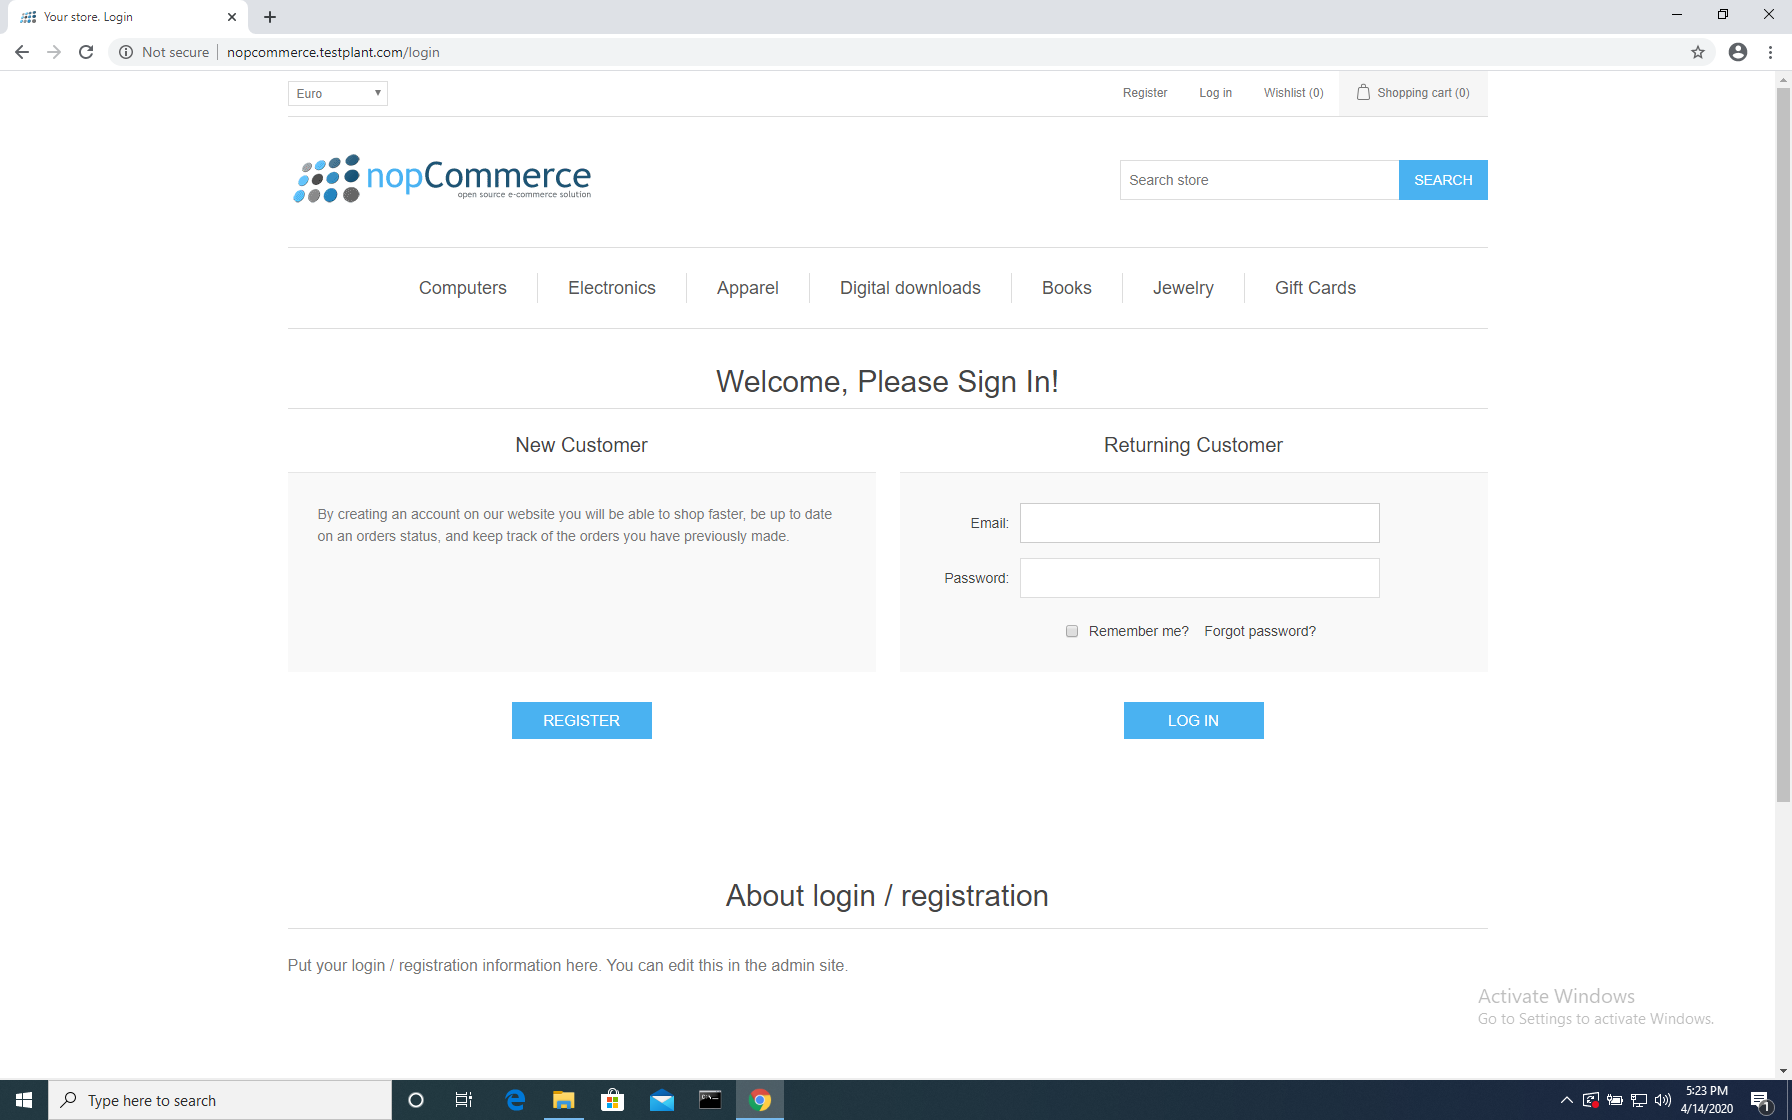 Your store. Login
Not secure
nopcommerce.testplant.com/login
Euro
Register
Log in
Wishlist (0)
Shopping cart (0)
nopCommerce
open source e-commerce solution
Search store
SEARCH
Computers
Electronics
Apparel
Digital downloads
Books
Jewelry
Gift Cards
Welcome, Please Sign In!
New Customer
By creating an account on our website you will be able to shop faster, be up to date
on an orders status, and keep track of the orders you have previously made.
REGISTER
Returning Customer
Email:
Password:
Remember me?
Forgot password?
LOG IN
About login / registration
Put your login / registration information here. You can edit this in the admin site.
Activate Windows
Go to Settings to activate Windows.
Type here to search
5:23 PM
4/14/2020
1